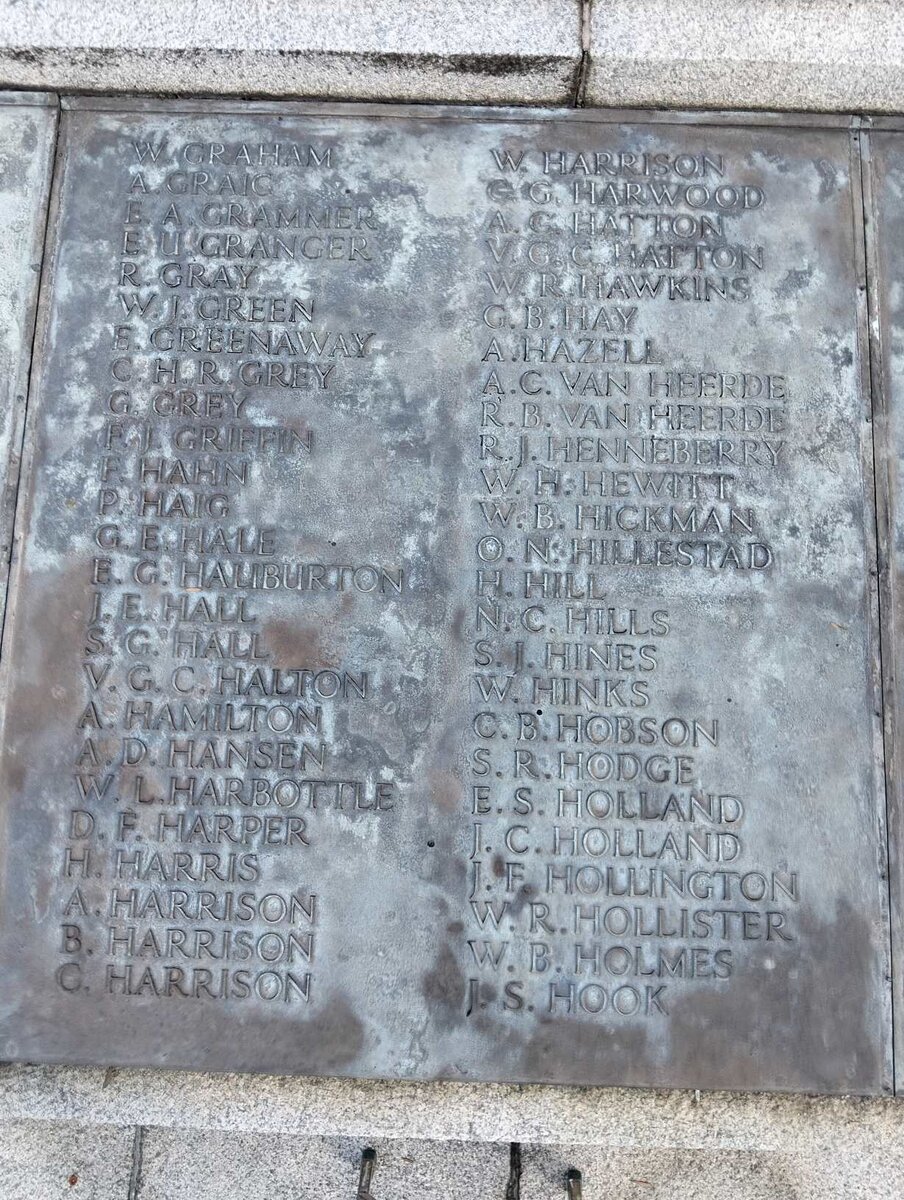 W. GRAHAM
A. GRAIG
E. A. GRAMMER
E. U. GRANGER
R. GRAY
W. J. GREEN
E. GREENAWAY
C. H. R. GREY
G. GREY
F. J. GRIFFIN
F. HAHN
P. HAIG
G. E. HALE
E. G. HALIBURTON
J. E. HALL
S. G. HALL
V. G. C. HALTON
A. HAMILTON
A. D. HANSEN
W. L. HARBOTTLE
D. F. HARPER
H. HARRIS
A. HARRISON
B. HARRISON
C. HARRISON
W. HARRISON
G. HARWOOD
A. G. HATTON
V. G. C. HATTON
W. R. HAWKINS
G. B. HAY
A. HAZELL
A. C. VAN HEERDE
R. B. VAN HEERDE
R. J. HENNEBERRY
W. H. HEWITT
W. B. HICKMAN
O. N. HILLESTAD
H. HILL
N. C. HILLS
S. J. HINES
W. HINKS
C. B. HOBSON
S. R. HODGE
E. S. HOLLAND
J. C. HOLLAND
J. F. HOLLINGTON
W. R. HOLLISTER
W. B. HOLMES
J. S. HOOK